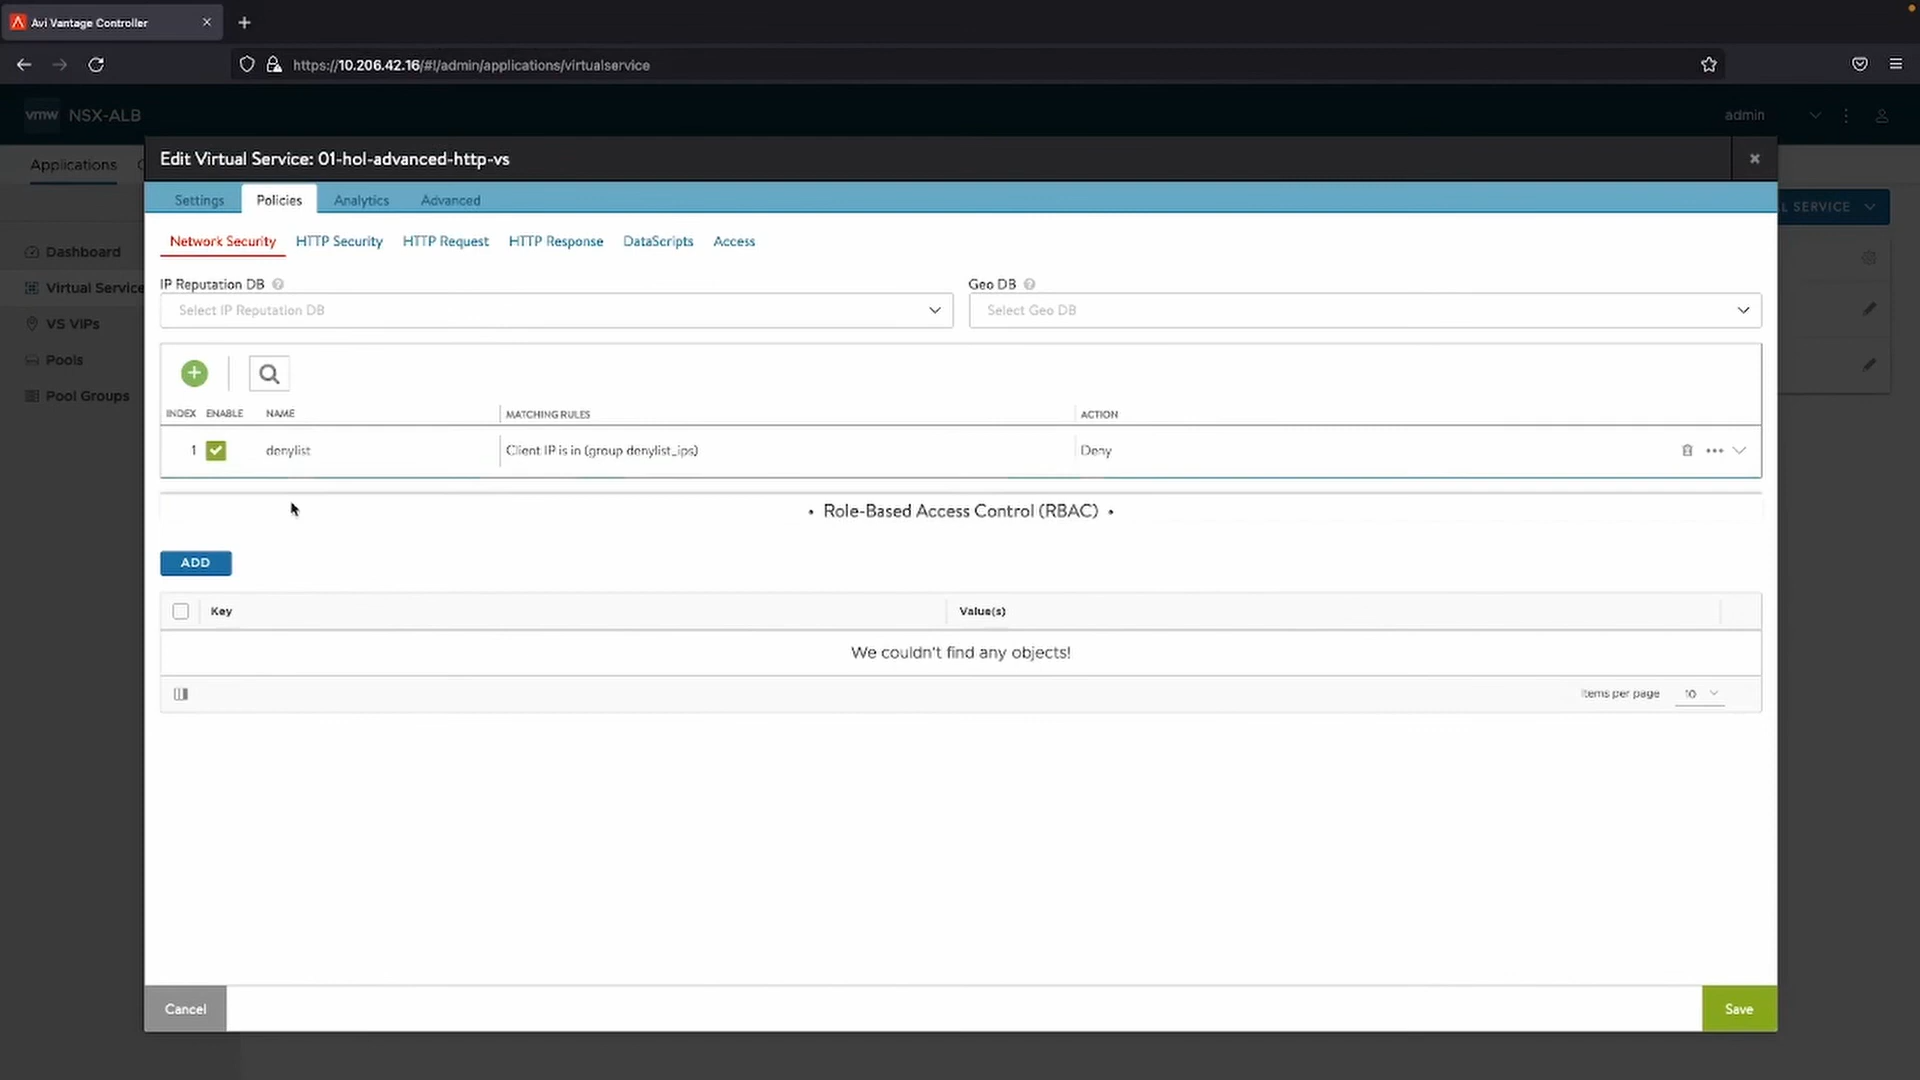 Avi Vantage Controller
https://10.206.42.16/#!/admin/applications/virtualservice
vmw NSX-ALB
admin
Applications
Edit Virtual Service: 01-hol-advanced-http-vs
Settings Policies Analytics Advanced
L SERVICE
Network Security HTTP Security HTTP Request HTTP Response DataScripts Access
Dashboard
Virtual Service
VS VIPs
Pools
Pool Groups
IP Reputation DB
Geo DB
Select IP Reputation DB
Select Geo DB
INDEX ENABLE NAME MATCHING RULES ACTION
1 denylist Client IP is in (group denylist_ips) Deny
• Role-Based Access Control (RBAC) •
ADD
Key Value(s)
We couldn't find any objects!
Items per page 10
Cancel
Save